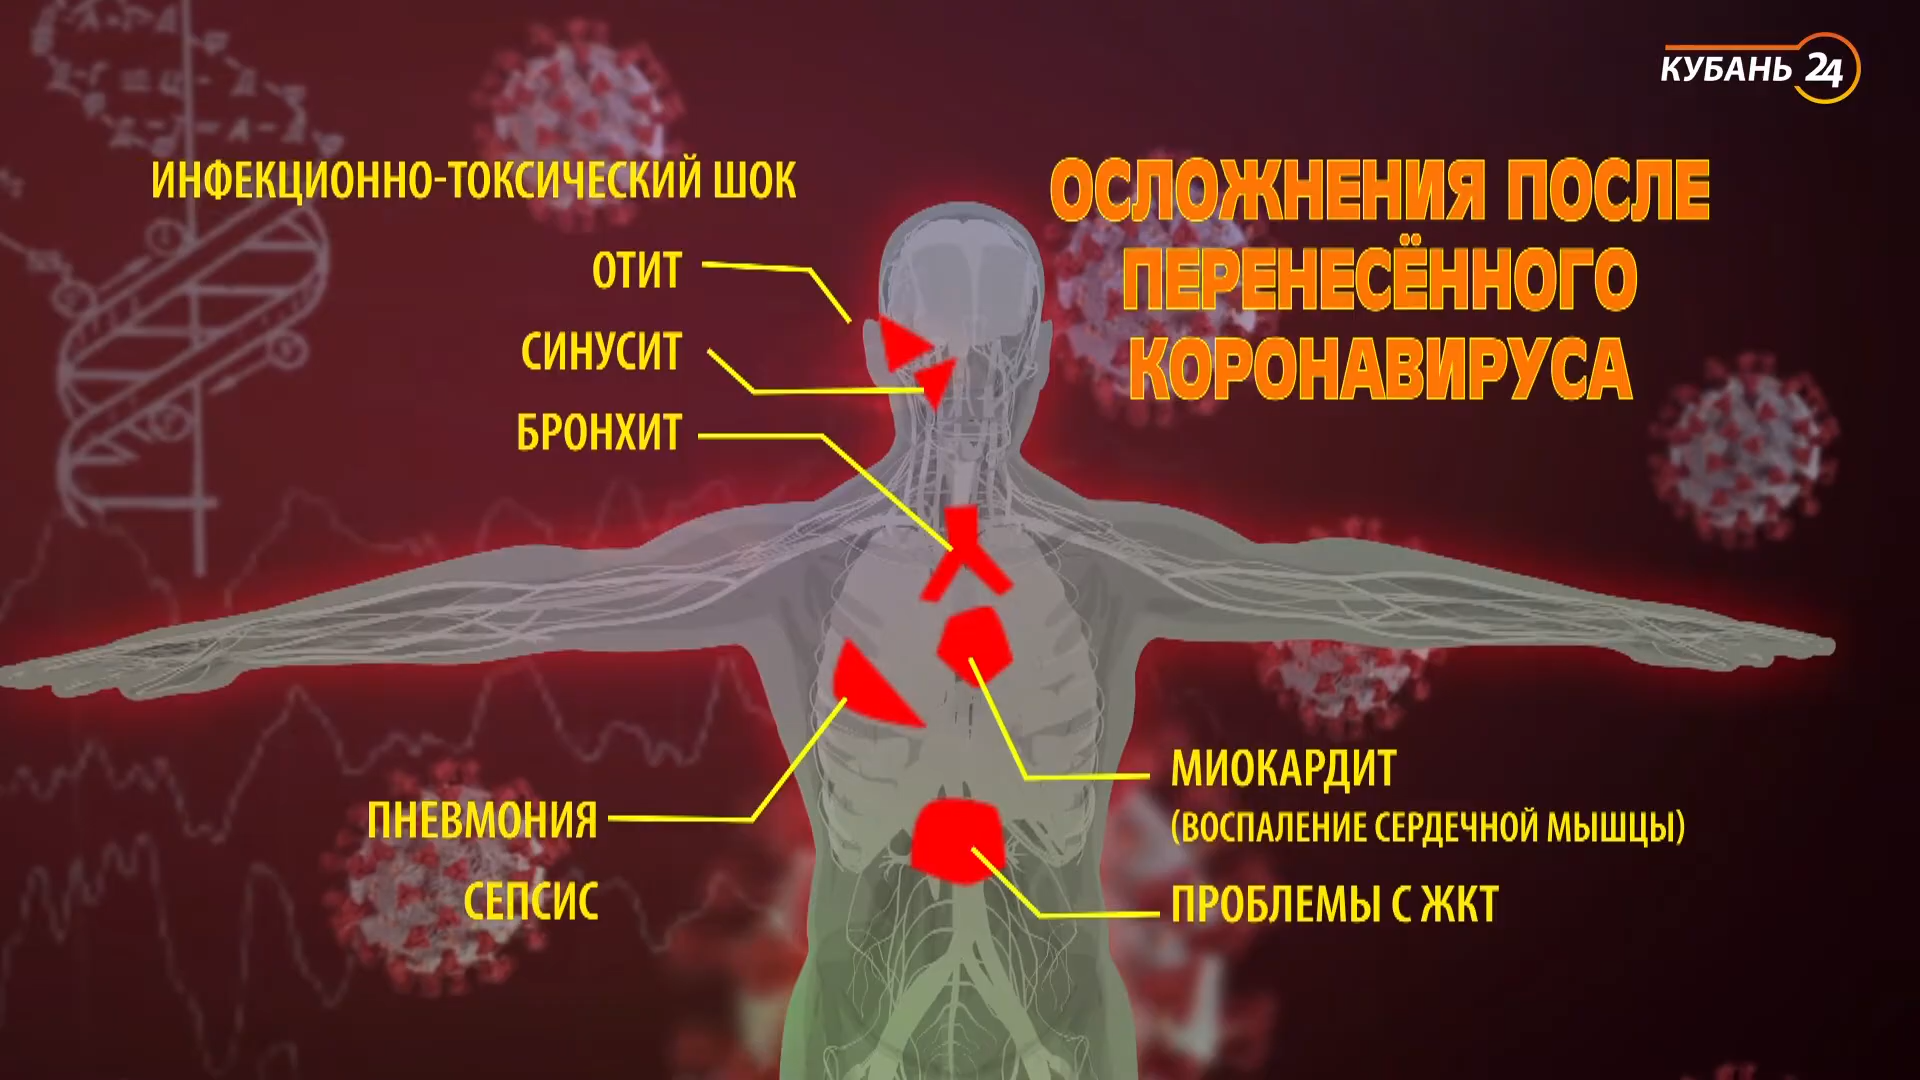 КУБАНЬ 24
ОСЛОЖНЕНИЯ ПОСЛЕ
ПЕРЕНЕСЁННОГО
КОРОНАВИРУСА
ИНФЕКЦИОННО-ТОКСИЧЕСКИЙ ШОК
ОТИТ
СИНУСИТ
БРОНХИТ
ПНЕВМОНИЯ
СЕПСИС
МИОКАРДИТ
(ВОСПАЛЕНИЕ СЕРДЕЧНОЙ МЫШЦЫ)
ПРОБЛЕМЫ С ЖКТ